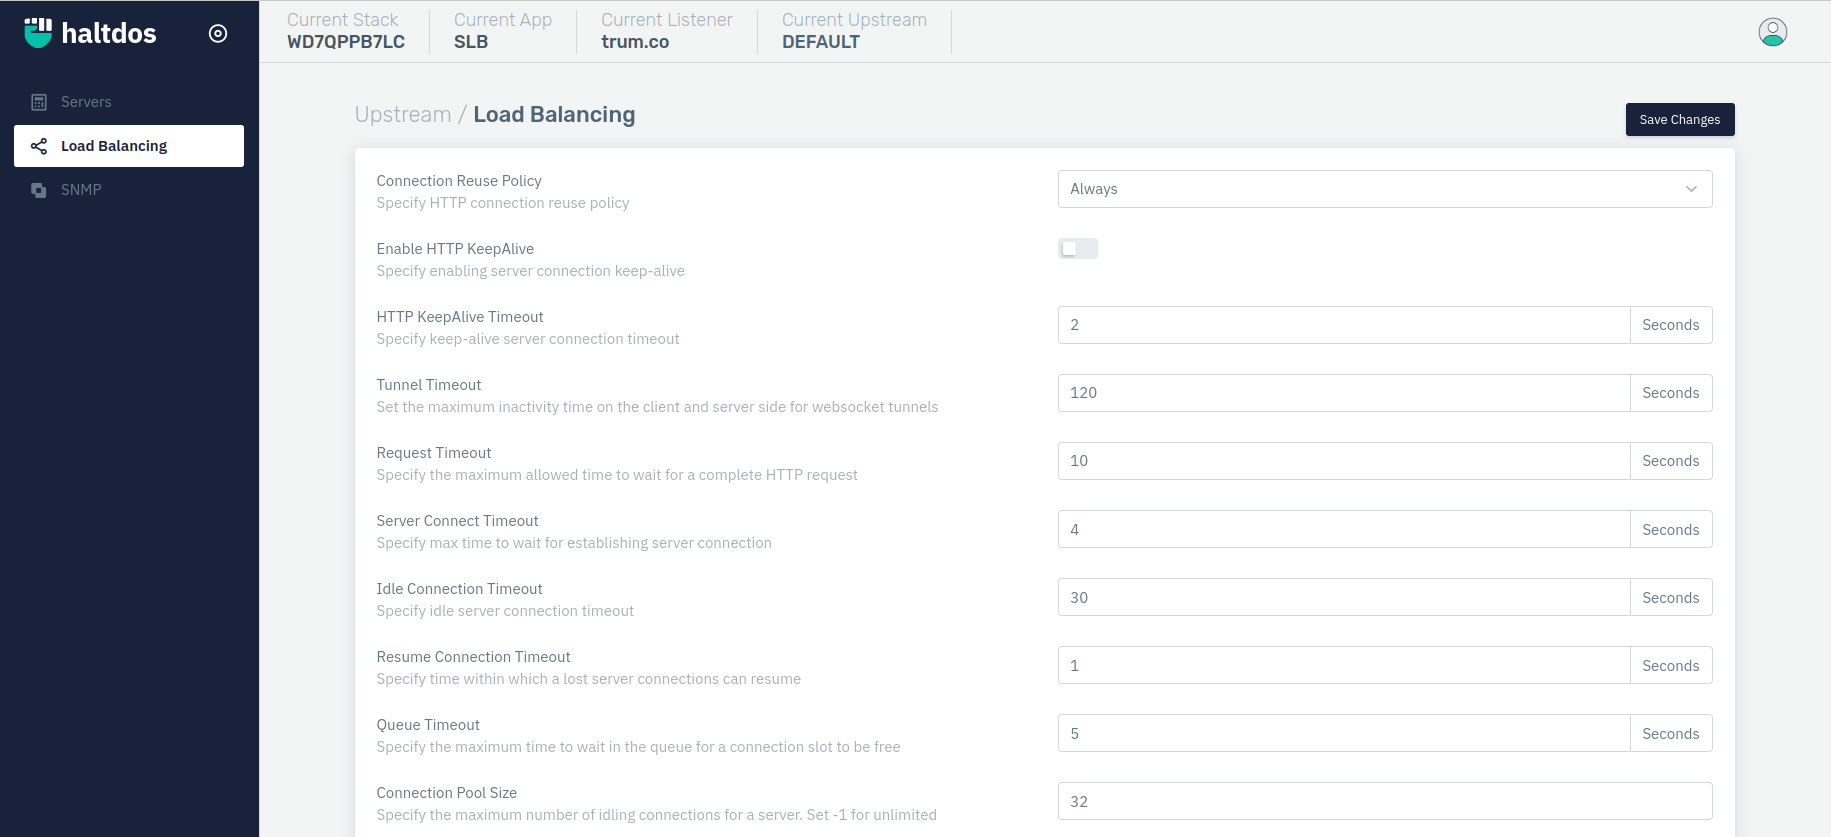 haltdos
Current Stack
WD7QPPB7LC
Current App
SLB
Current Listener
trum.co
Current Upstream
DEFAULT
Servers
Load Balancing
SNMP
Upstream / Load Balancing
Save Changes
Connection Reuse Policy
Specify HTTP connection reuse policy
Always
Enable HTTP KeepAlive
Specify enabling server connection keep-alive
HTTP KeepAlive Timeout
Specify keep-alive server connection timeout
2 Seconds
Tunnel Timeout
Set the maximum inactivity time on the client and server side for websocket tunnels
120 Seconds
Request Timeout
Specify the maximum allowed time to wait for a complete HTTP request
10 Seconds
Server Connect Timeout
Specify max time to wait for establishing server connection
4 Seconds
Idle Connection Timeout
Specify idle server connection timeout
30 Seconds
Resume Connection Timeout
Specify time within which a lost server connections can resume
1 Seconds
Queue Timeout
Specify the maximum time to wait in the queue for a connection slot to be free
5 Seconds
Connection Pool Size
Specify the maximum number of idling connections for a server. Set -1 for unlimited
32